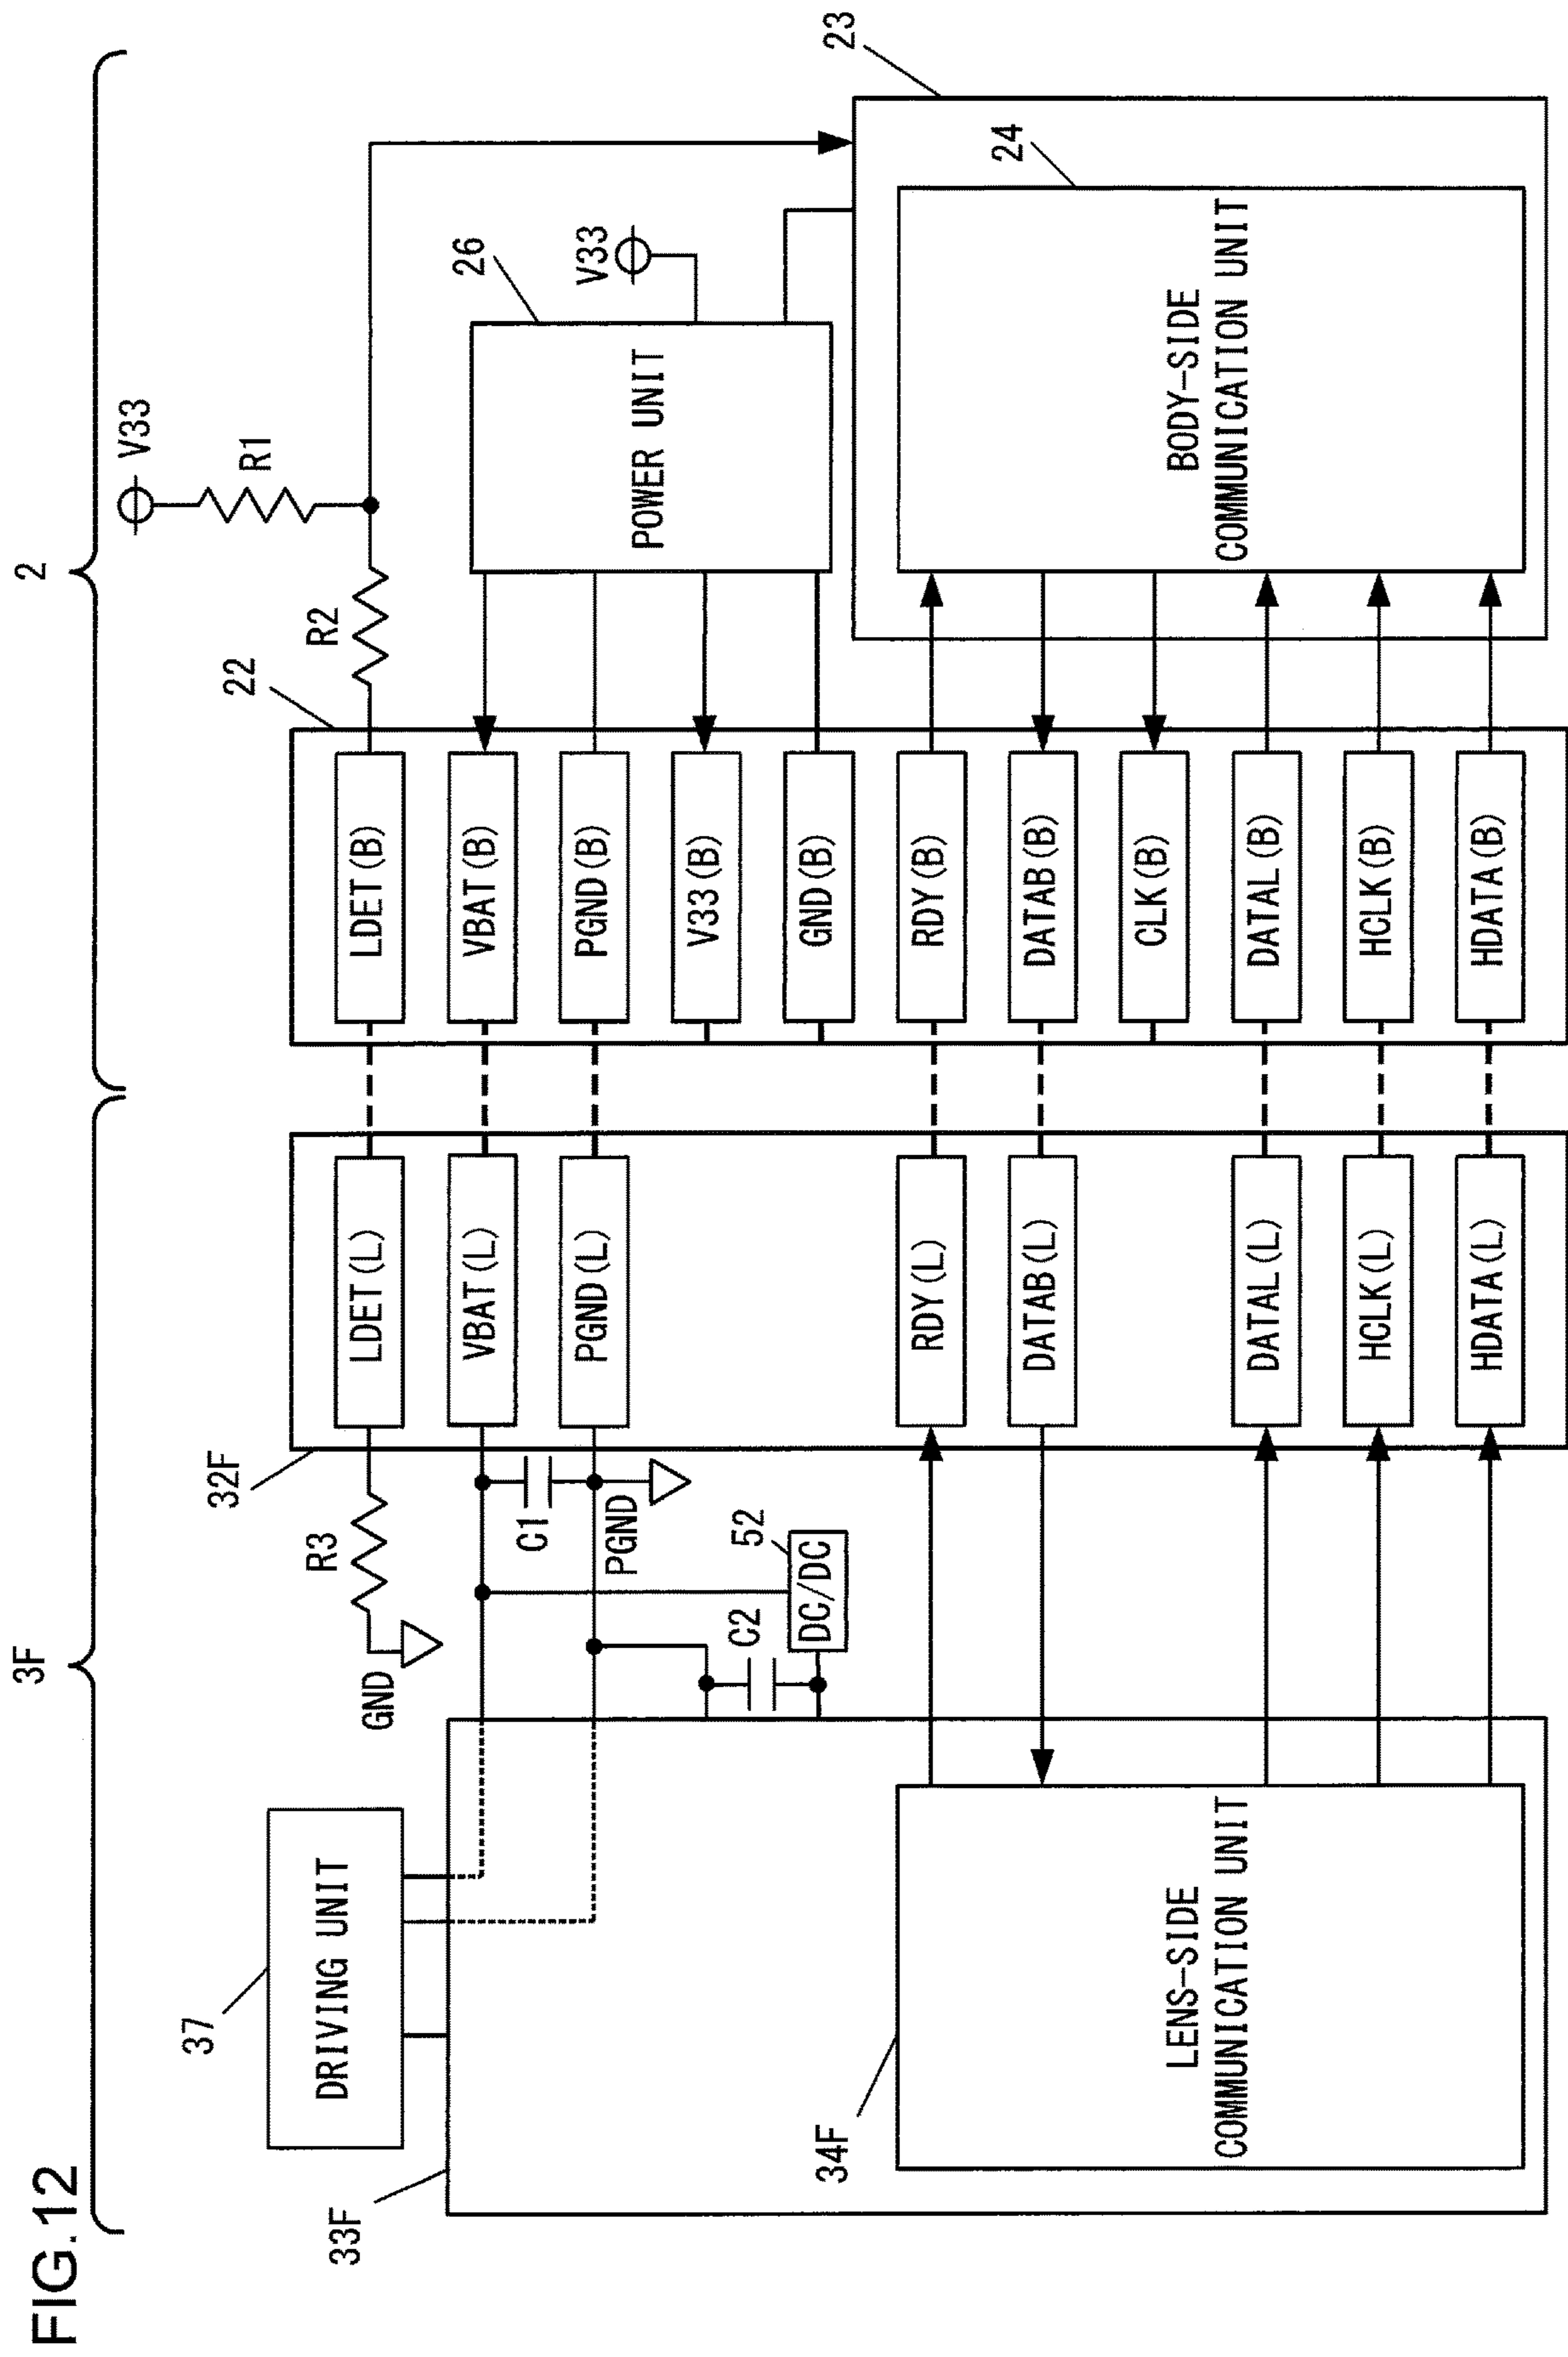 FIG.12
3F
2
37
DRIVING UNIT
33F
34F
LENS-SIDE
COMMUNICATION UNIT
GND
R3
C1
PGND
C2
52
DC/DC
32F
LDET(L)
VBAT(L)
PGND(L)
RDY(L)
DATAB(L)
DATAL(L)
HCLK(L)
HDATA(L)
22
LDET(B)
VBAT(B)
PGND(B)
V33(B)
GND(B)
RDY(B)
DATAB(B)
CLK(B)
DATAL(B)
HCLK(B)
HDATA(B)
R2
R1
V33
26
POWER UNIT
V33
23
24
BODY-SIDE
COMMUNICATION UNIT